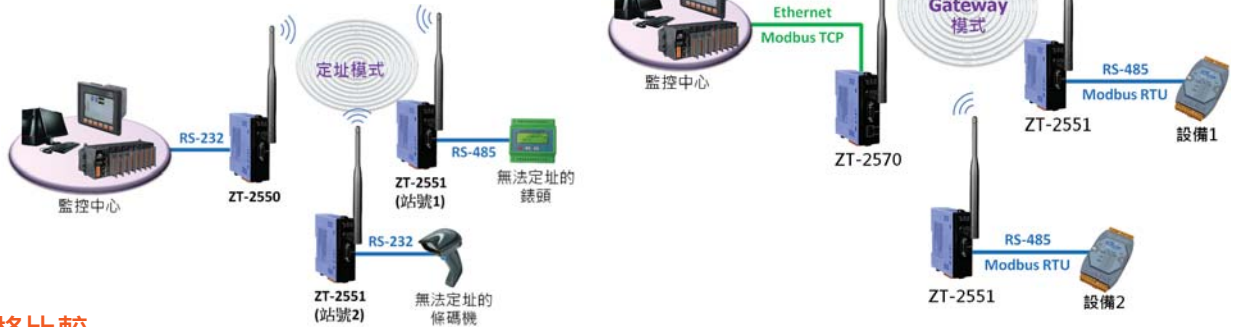 定址模式
RS-232
監控中心
ZT-2550
RS-485
ZT-2551
(站號1)
無法定址的
錶頭
RS-232
ZT-2551
(站號2)
無法定址的
條碼機
Ethernet
Modbus TCP
監控中心
ZT-2570
Gateway
模式
RS-485
Modbus RTU
ZT-2551
設備1
RS-485
Modbus RTU
ZT-2551
設備2